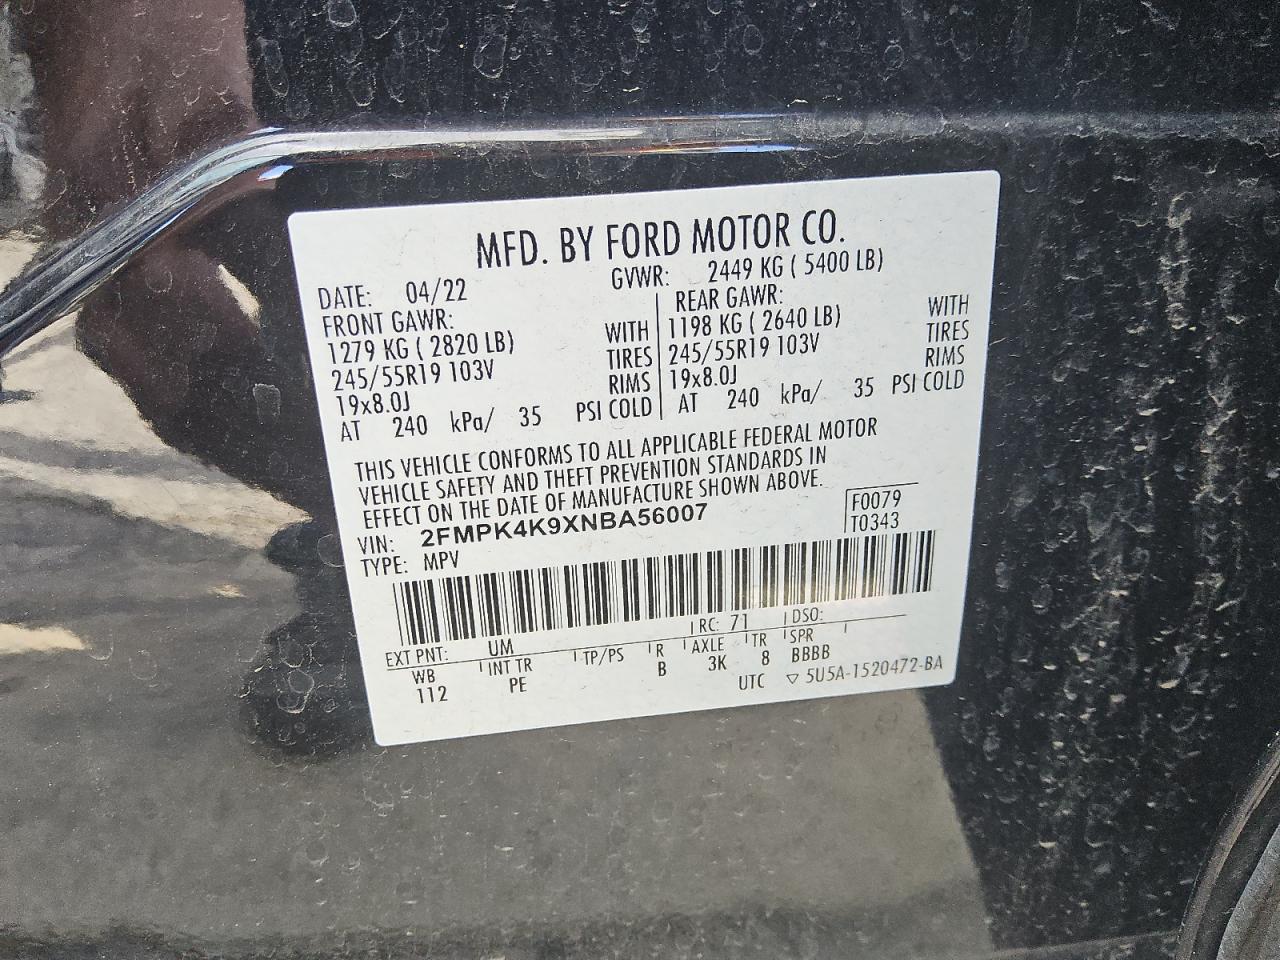 MFD. BY FORD MOTOR CO.
DATE: 04/22 GVWR: 2449 KG ( 5400 LB)
FRONT GAWR: REAR GAWR:
1279 KG ( 2820 LB) WITH 1198 KG ( 2640 LB) WITH
245/55R19 103V TIRES 245/55R19 103V TIRES
19x8.0J RIMS 19x8.0J RIMS
AT 240 kPa/ 35 PSI COLD AT 240 kPa/ 35 PSI COLD
THIS VEHICLE CONFORMS TO ALL APPLICABLE FEDERAL MOTOR
VEHICLE SAFETY AND THEFT PREVENTION STANDARDS IN
EFFECT ON THE DATE OF MANUFACTURE SHOWN ABOVE.
VIN: 2FMPK4K9XNBA56007 F0079
TYPE: MPV T0343
EXT PNT: UM RC: 71 DSO:
WB INT TR TP/PS R AXLE TR SPR
112 PE B 3K 8 BBBB
UTC ▽ 5U5A-1520472-BA